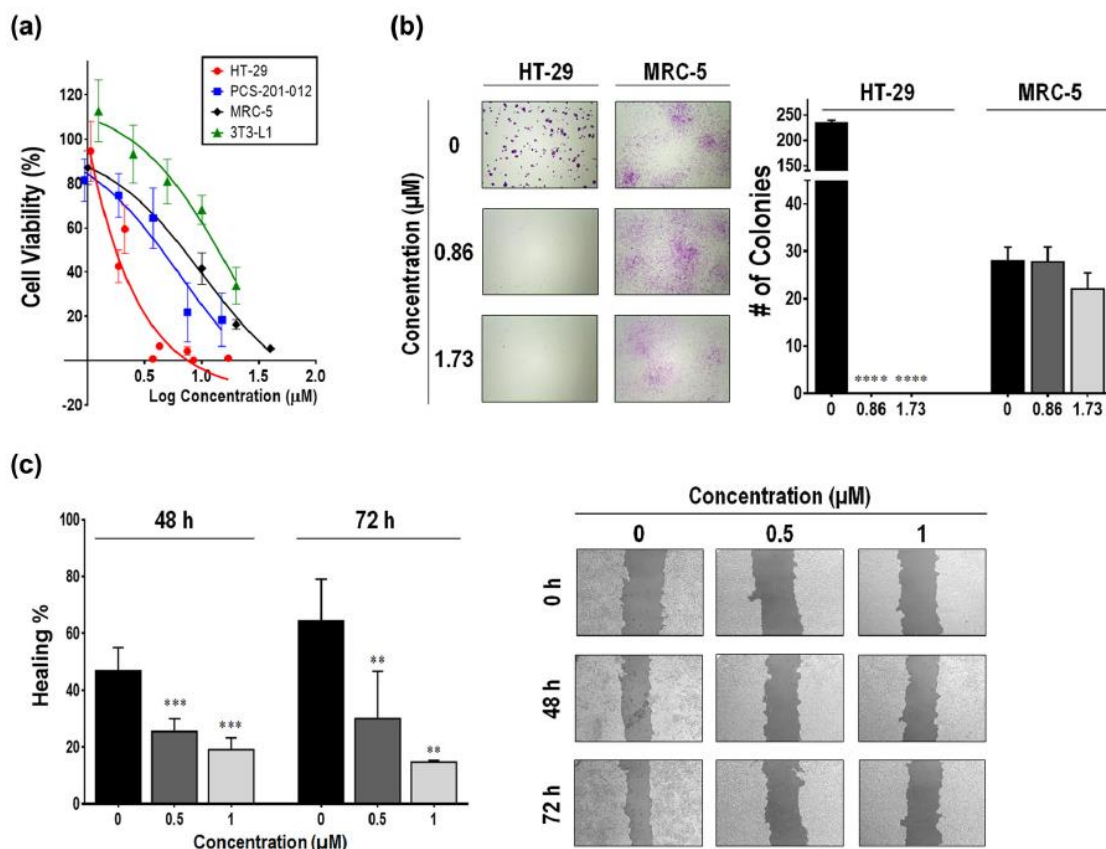 (a)
HT-29
PCS-201-012
MRC-5
3T3-L1
Cell Viability (%)
120
100
80
60
40
20
0
-20
0.5
1.0
1.5
2.0
Log Concentration (μM)
(b)
HT-29
MRC-5
Concentration (μM)
0
0.86
1.73
HT-29
MRC-5
# of Colonies
250
200
150
40
30
20
10
0
**** ****
0 0.86 1.73
0 0.86 1.73
(c)
48 h
72 h
Healing %
100
80
60
40
20
0
***
***
**
**
0 0.5 1
0 0.5 1
Concentration (μM)
Concentration (μM)
0 0.5 1
0 h
48 h
72 h